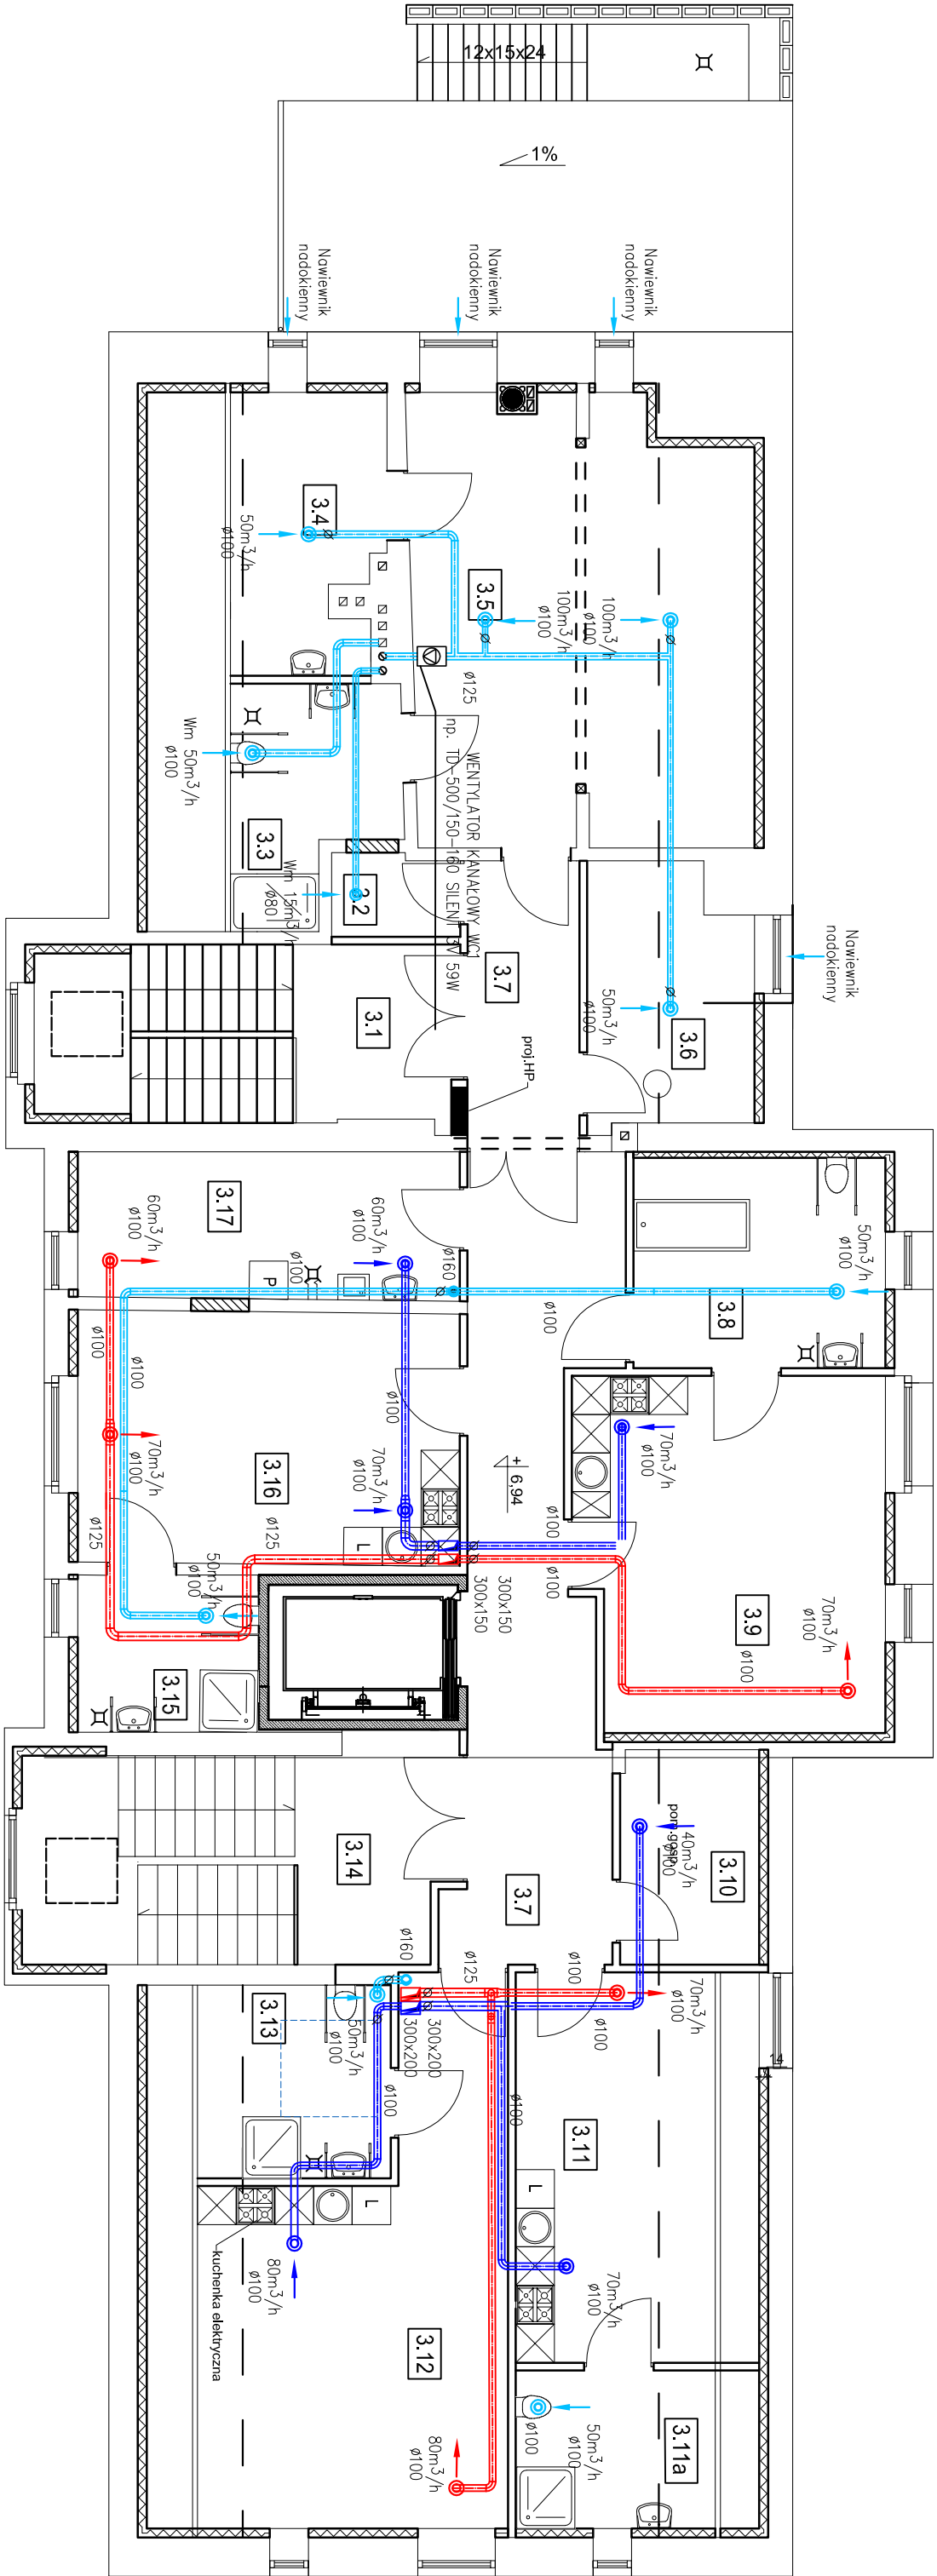 12x15x24
1%
Nawiewnik
nadokienny
Nawiewnik
nadokienny
Nawiewnik
nadokienny
3.4
50m3/h
ø100
3.5
100m3/h
ø100
100m3/h
ø100
ø125
WENTYLATOR KANAŁOWY WC1
np. TD-500/150-160 SILENT 3V 59W
Wm 50m3/h
ø100
3.3
Wm 15m3/h
ø80
3.2
3.7
3.1
Nawiewnik
nadokienny
50m3/h
ø100
3.6
proj.HP
3.17
60m3/h
ø100
60m3/h
ø100
ø100
P
ø160
ø100
50m3/h
ø100
3.8
ø100
ø100
70m3/h
ø100
3.16
ø100
70m3/h
ø100
+
6,94
70m3/h
ø100
ø125
ø125
L
ø100
ø100
300x150
300x150
50m3/h
ø100
3.9
70m3/h
ø100
ø100
3.15
3.14
3.7
3.10
pom.gosp.
40m3/h
ø100
ø160
ø125
ø100
ø100
70m3/h
ø100
3.13
50m3/h
ø100
300x200
300x200
ø100
ø100
14
3.11
L
L
kuchenka elektryczna
80m3/h
ø100
70m3/h
ø100
3.12
80m3/h
ø100
3.11a
50m3/h
ø100
ø100